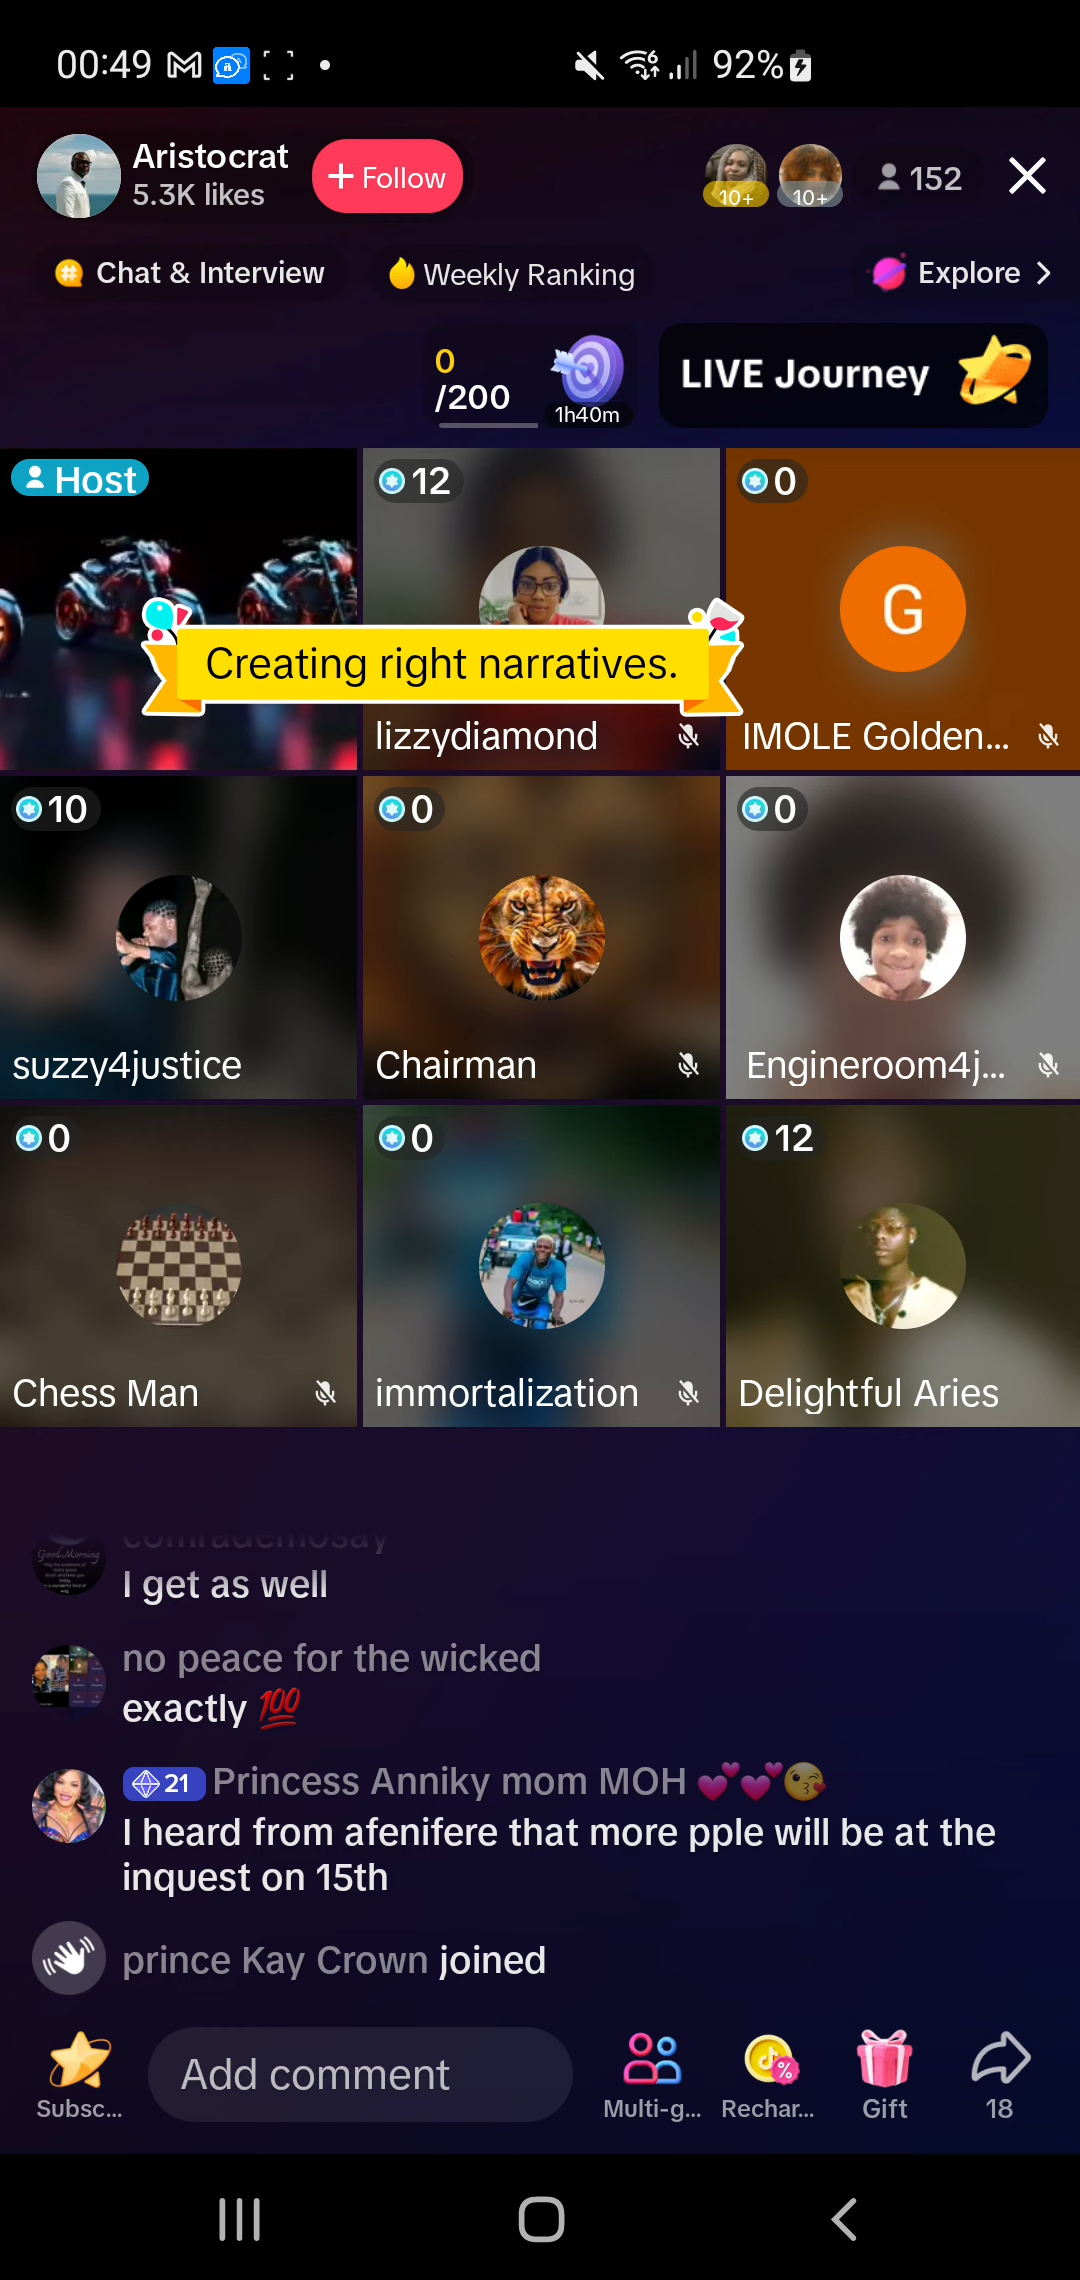 00:49
92%
Aristocrat
5.3K likes
+ Follow
10+
10+
152
Chat & Interview
Weekly Ranking
Explore >
0
/200
1h40m
LIVE Journey
Host
12
0
G
Creating right narratives.
lizzydiamond
IMOLE Golden...
10
0
0
suzzy4justice
Chairman
Engineroom4j...
0
0
12
Chess Man
immortalization
Delightful Aries
comrademosay
Good Morning
I get as well
no peace for the wicked
exactly 💯
21 Princess Anniky mom MOH 💕💕😘
I heard from afenifere that more pple will be at the
inquest on 15th
prince Kay Crown joined
Subsc...
Add comment
Multi-g...
Rechar...
Gift
18